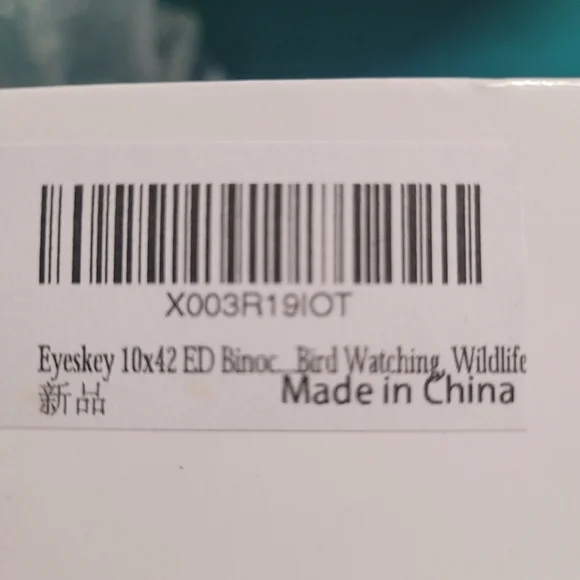 X003R19IOT
Eyeskey 10x42 ED Binoc...Bird Watching, Wildlife
新品
Made in China